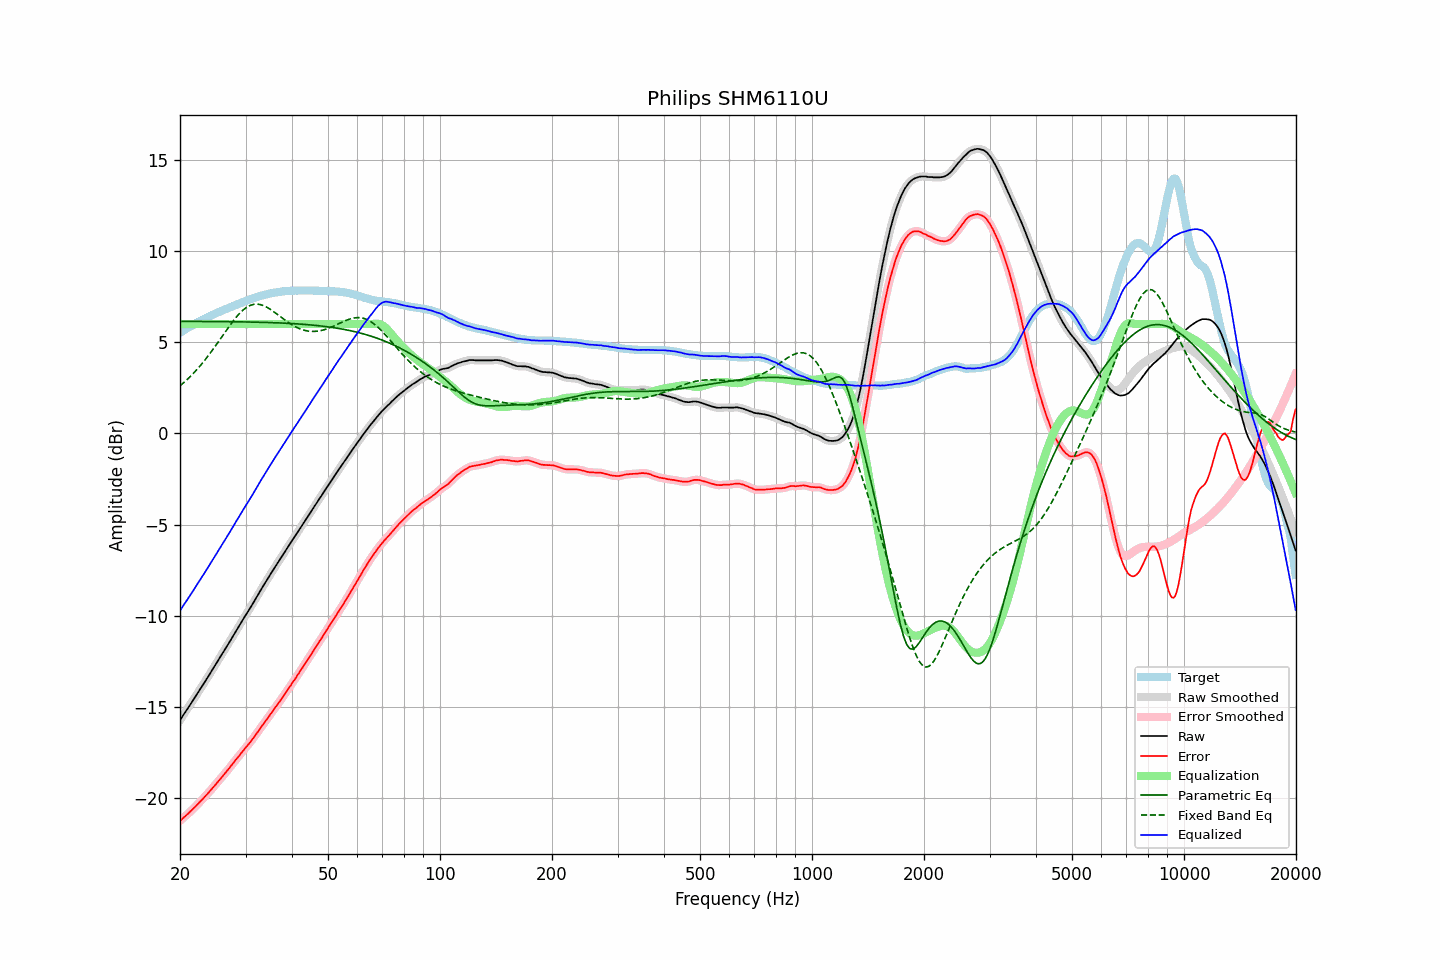 Philips SHM6110U
Amplitude (dBr)
15
10
5
0
−5
−10
−15
−20
20
50
100
200
500
1000
2000
5000
10000
20000
Frequency (Hz)
Target
Raw Smoothed
Error Smoothed
Raw
Error
Equalization
Parametric Eq
Fixed Band Eq
Equalized